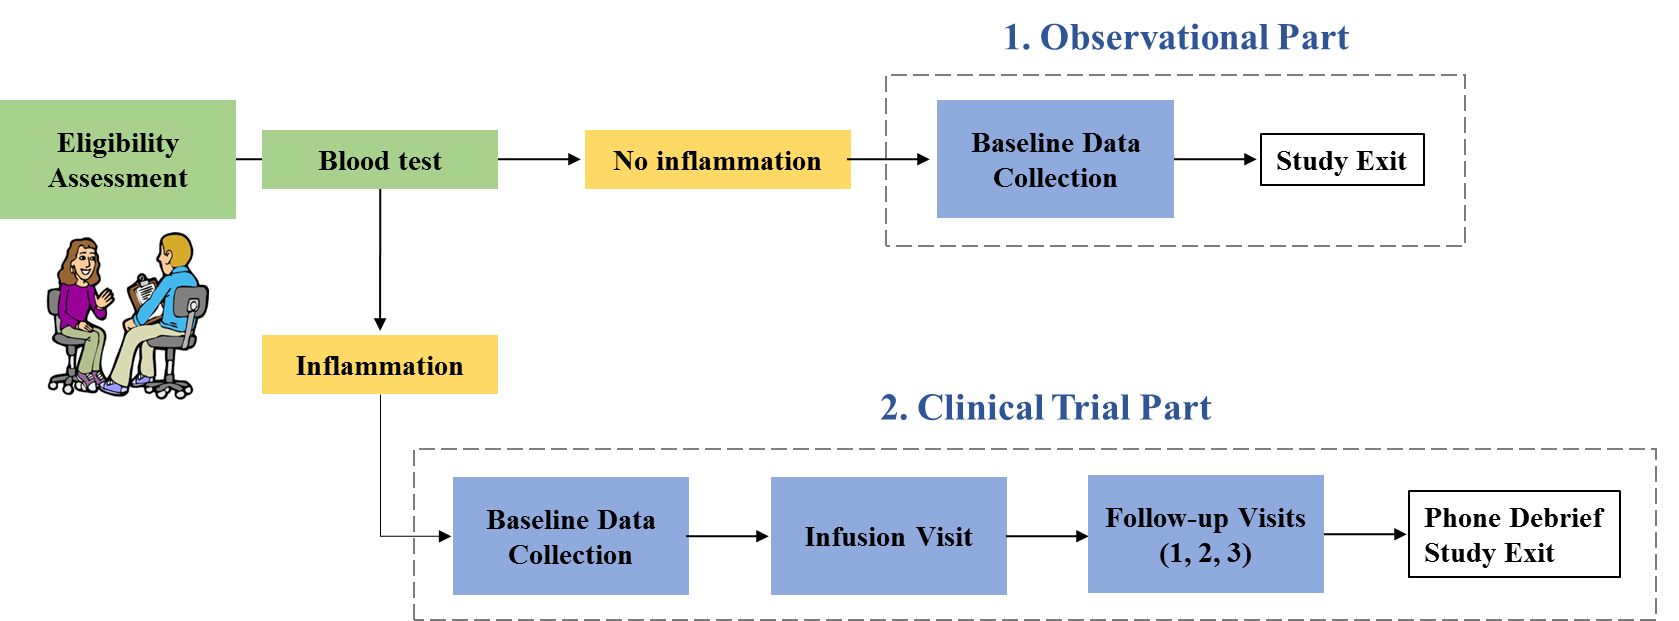 1. Observational Part
Eligibility
Assessment
Blood test
No inflammation
Baseline Data
Collection
Study Exit
Inflammation
2. Clinical Trial Part
Baseline Data
Collection
Infusion Visit
Follow-up Visits
(1, 2, 3)
Phone Debrief
Study Exit